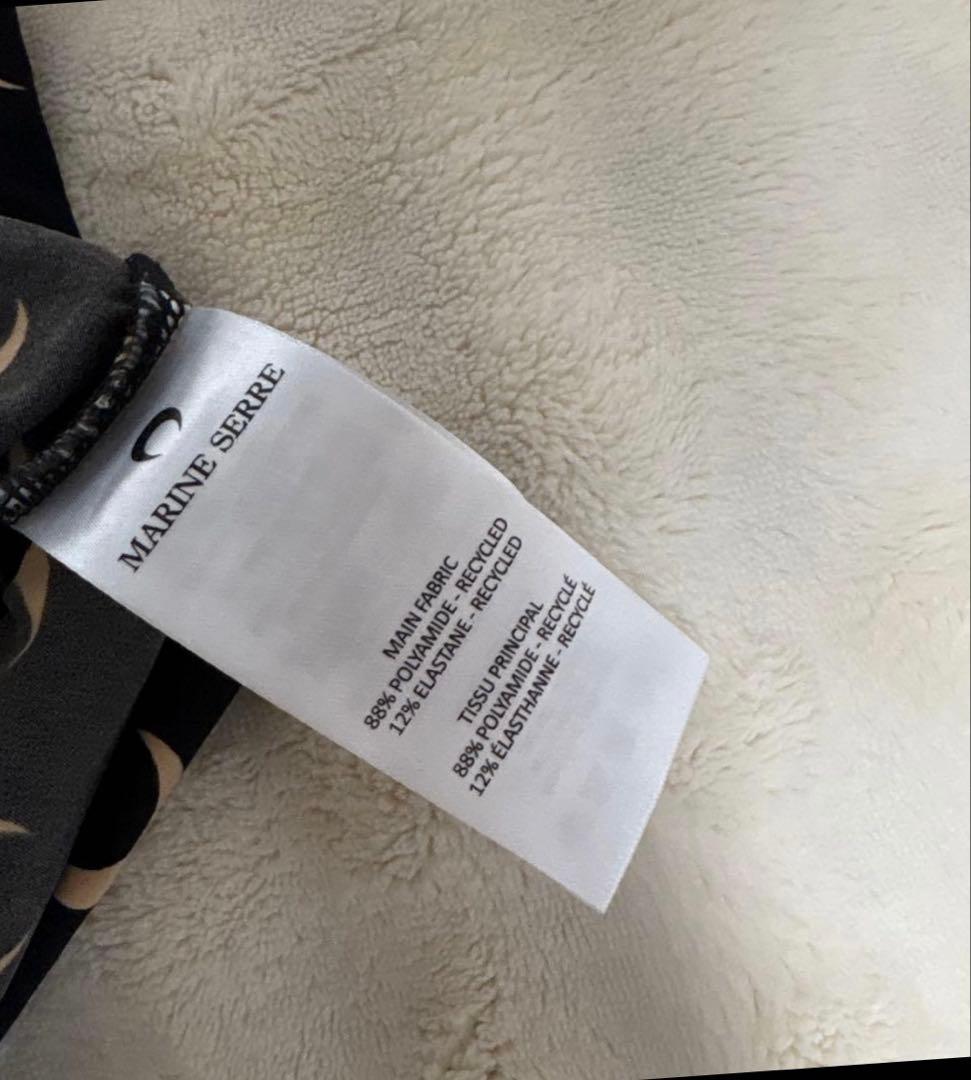 MARINE SERRE
MAIN FABRIC
88% POLYAMIDE - RECYCLED
12% ELASTANE - RECYCLED
TISSU PRINCIPAL
88% POLYAMIDE - RECYCLÉ
12% ÉLASTHANNE - RECYCLÉ